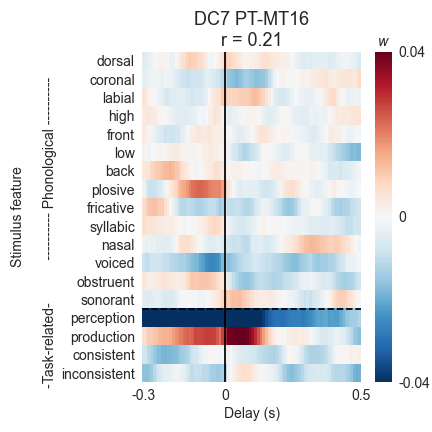 DC7 PT-MT16
r = 0.21
w
dorsal
coronal
labial
high
front
low
back
plosive
fricative
syllabic
nasal
voiced
obstruent
sonorant
perception
production
consistent
inconsistent
Stimulus feature
---------- Phonological ----------
-Task-related-
-0.3
0
0.5
Delay (s)
0.04
0
-0.04